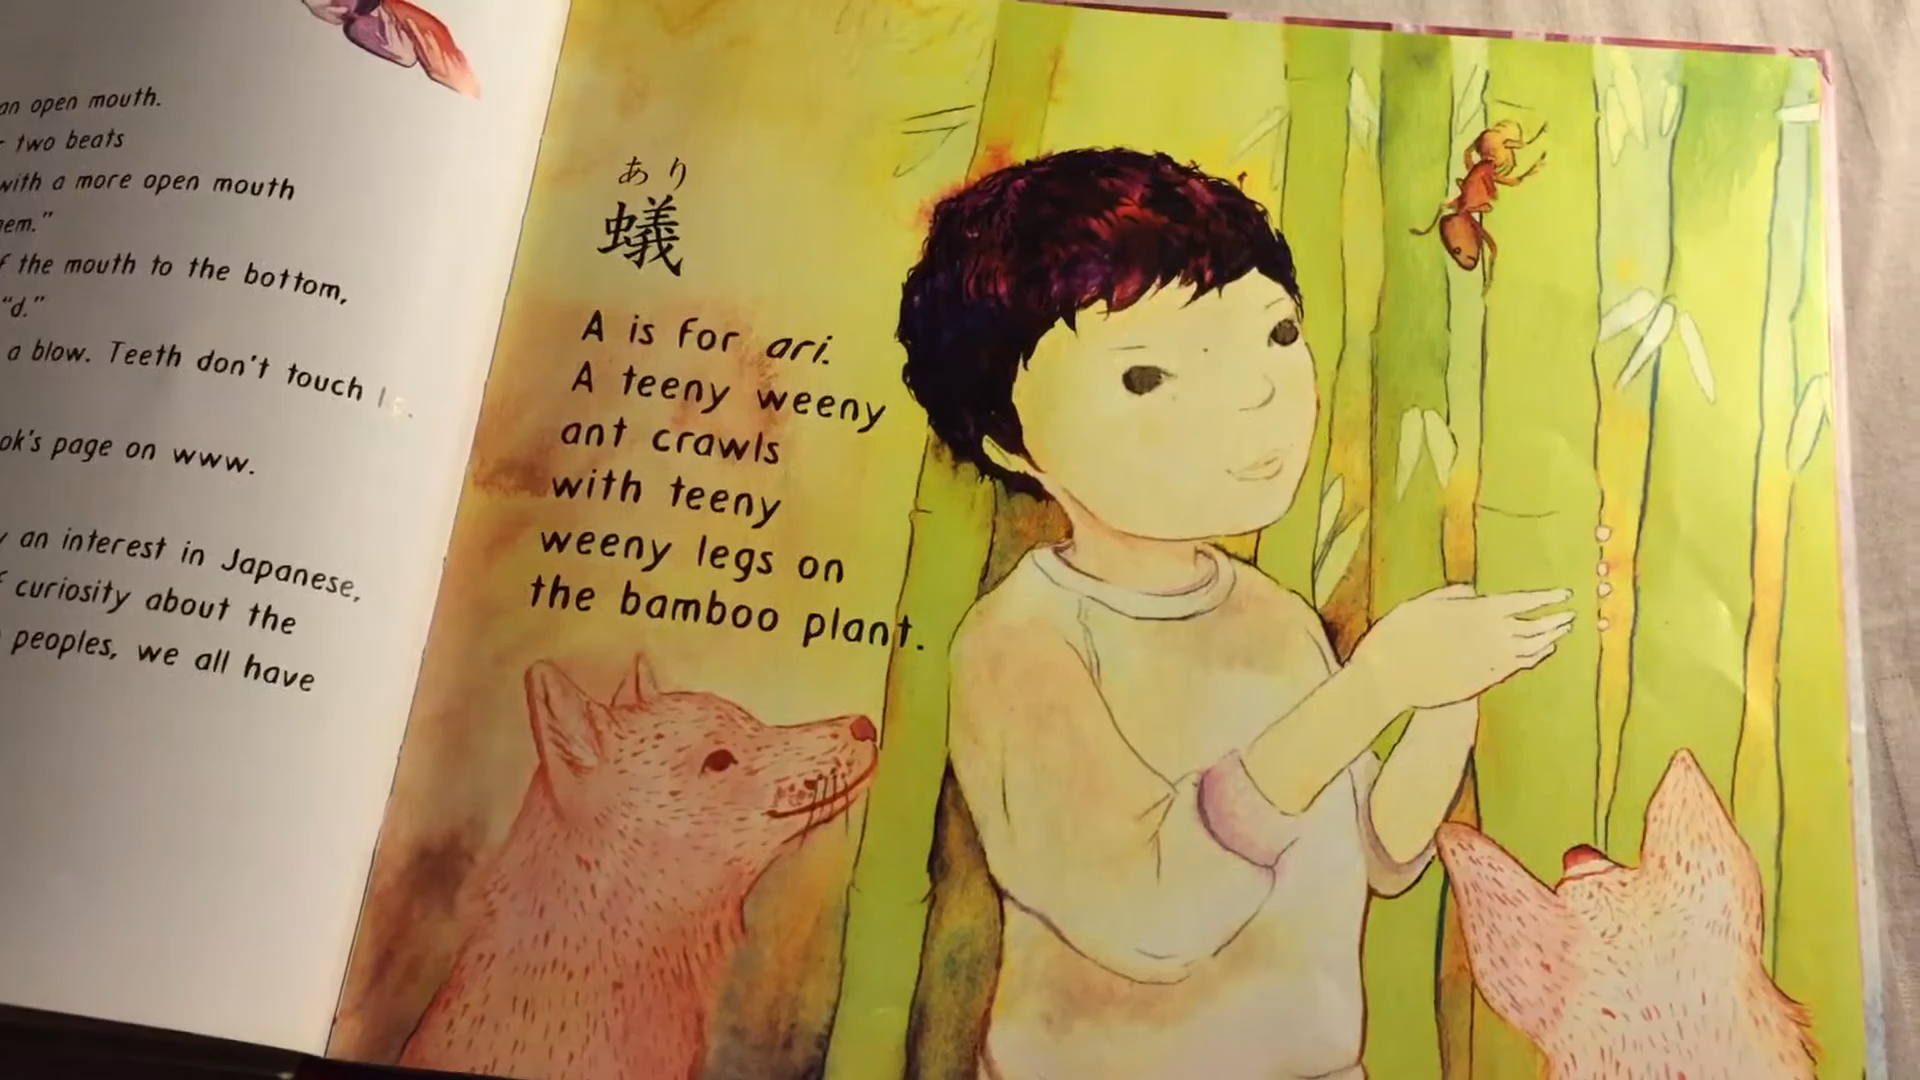 an open mouth.
two beats
with a more open mouth
the mouth to the bottom,
"d."
a blow. Teeth don't touch
page on www.
an interest in Japanese,
curiosity about the
peoples, we all have
あり
蟻
A is for ari.
A teeny weeny
ant crawls
with teeny
weeny legs on
the bamboo plant.